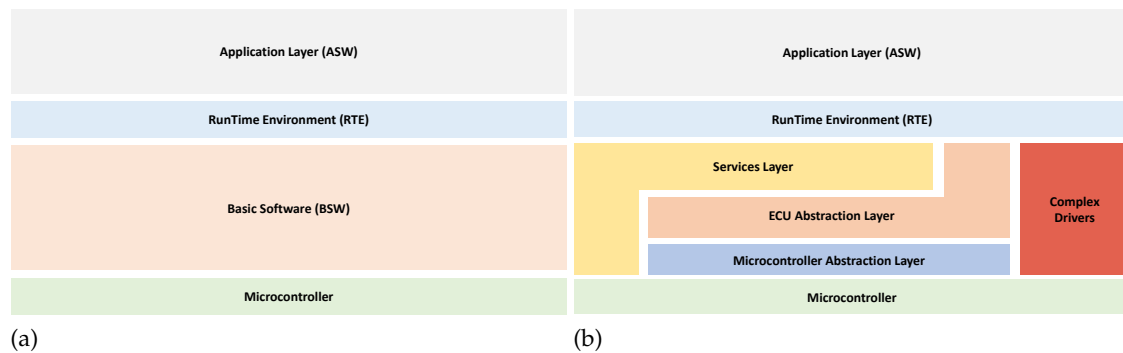 Application Layer (ASW)
RunTime Environment (RTE)
Basic Software (BSW)
Microcontroller
(a)
Application Layer (ASW)
RunTime Environment (RTE)
Services Layer
ECU Abstraction Layer
Complex
Drivers
Microcontroller Abstraction Layer
Microcontroller
(b)